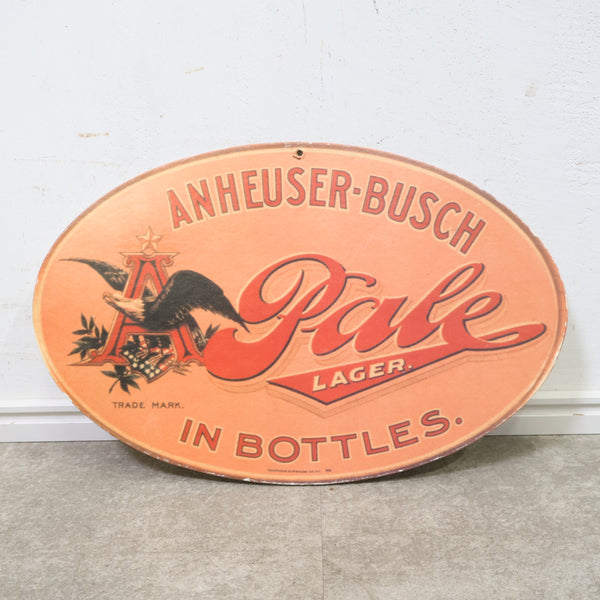 ANHEUSER-BUSCH
A
Pale
LAGER.
TRADE MARK.
IN BOTTLES.